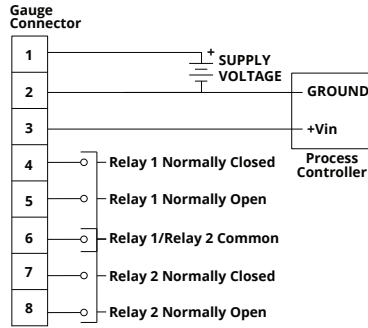 Gauge
Connector
1
+
SUPPLY
VOLTAGE
2
GROUND
3
+Vin
Process
Controller
4
Relay 1 Normally Closed
5
Relay 1 Normally Open
6
Relay 1/Relay 2 Common
7
Relay 2 Normally Closed
8
Relay 2 Normally Open